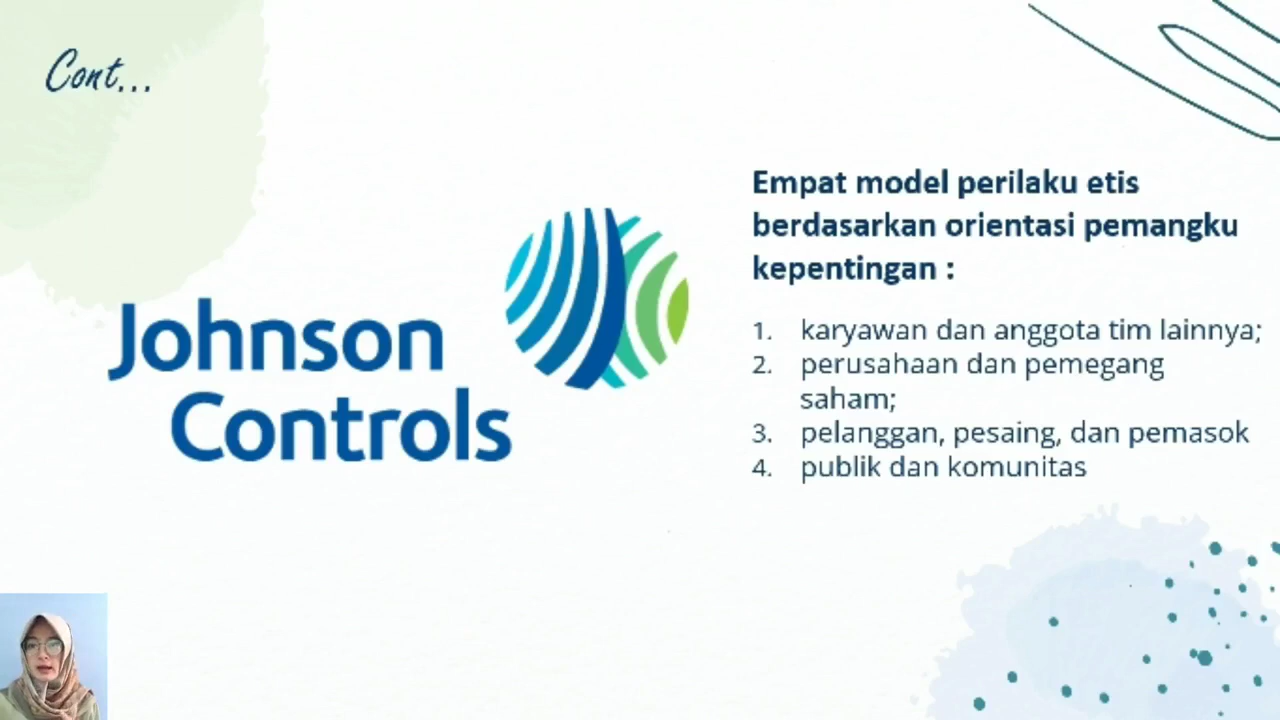 Cont...
Johnson
Controls
Empat model perilaku etis
berdasarkan orientasi pemangku
kepentingan :
1. karyawan dan anggota tim lainnya;
2. perusahaan dan pemegang
saham;
3. pelanggan, pesaing, dan pemasok
4. publik dan komunitas